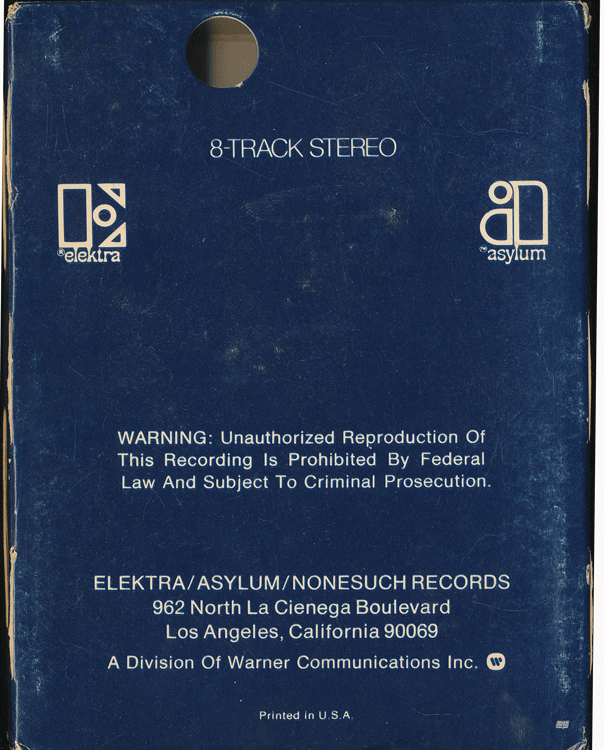 8-TRACK STEREO
®elektra
™asylum
WARNING: Unauthorized Reproduction Of
This Recording Is Prohibited By Federal
Law And Subject To Criminal Prosecution.
ELEKTRA/ASYLUM/NONESUCH RECORDS
962 North La Cienega Boulevard
Los Angeles, California 90069
A Division Of Warner Communications Inc.
Printed in U.S.A.